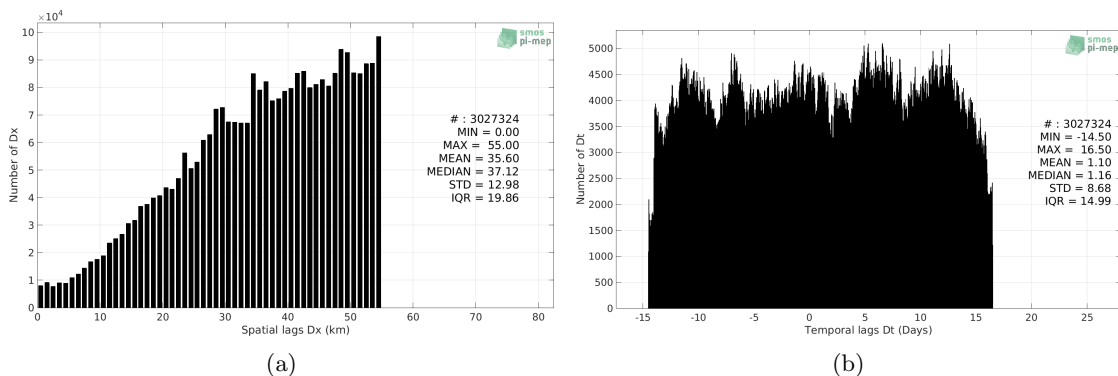 ×10⁴
10
9
8
7
6
5
4
3
2
1
0
Number of Dx
smos
pi-mep
# : 3027324
MIN = 0.00
MAX = 55.00
MEAN = 35.60
MEDIAN = 37.12
STD = 12.98
IQR = 19.86
0 10 20 30 40 50 60 70 80
Spatial lags Dx (km)
(a)
5000
4500
4000
3500
3000
2500
2000
1500
1000
500
0
Number of Dt
smos
pi-mep
# : 3027324
MIN = -14.50
MAX = 16.50
MEAN = 1.10
MEDIAN = 1.16
STD = 8.68
IQR = 14.99
-15 -10 -5 0 5 10 15 20 25
Temporal lags Dt (Days)
(b)